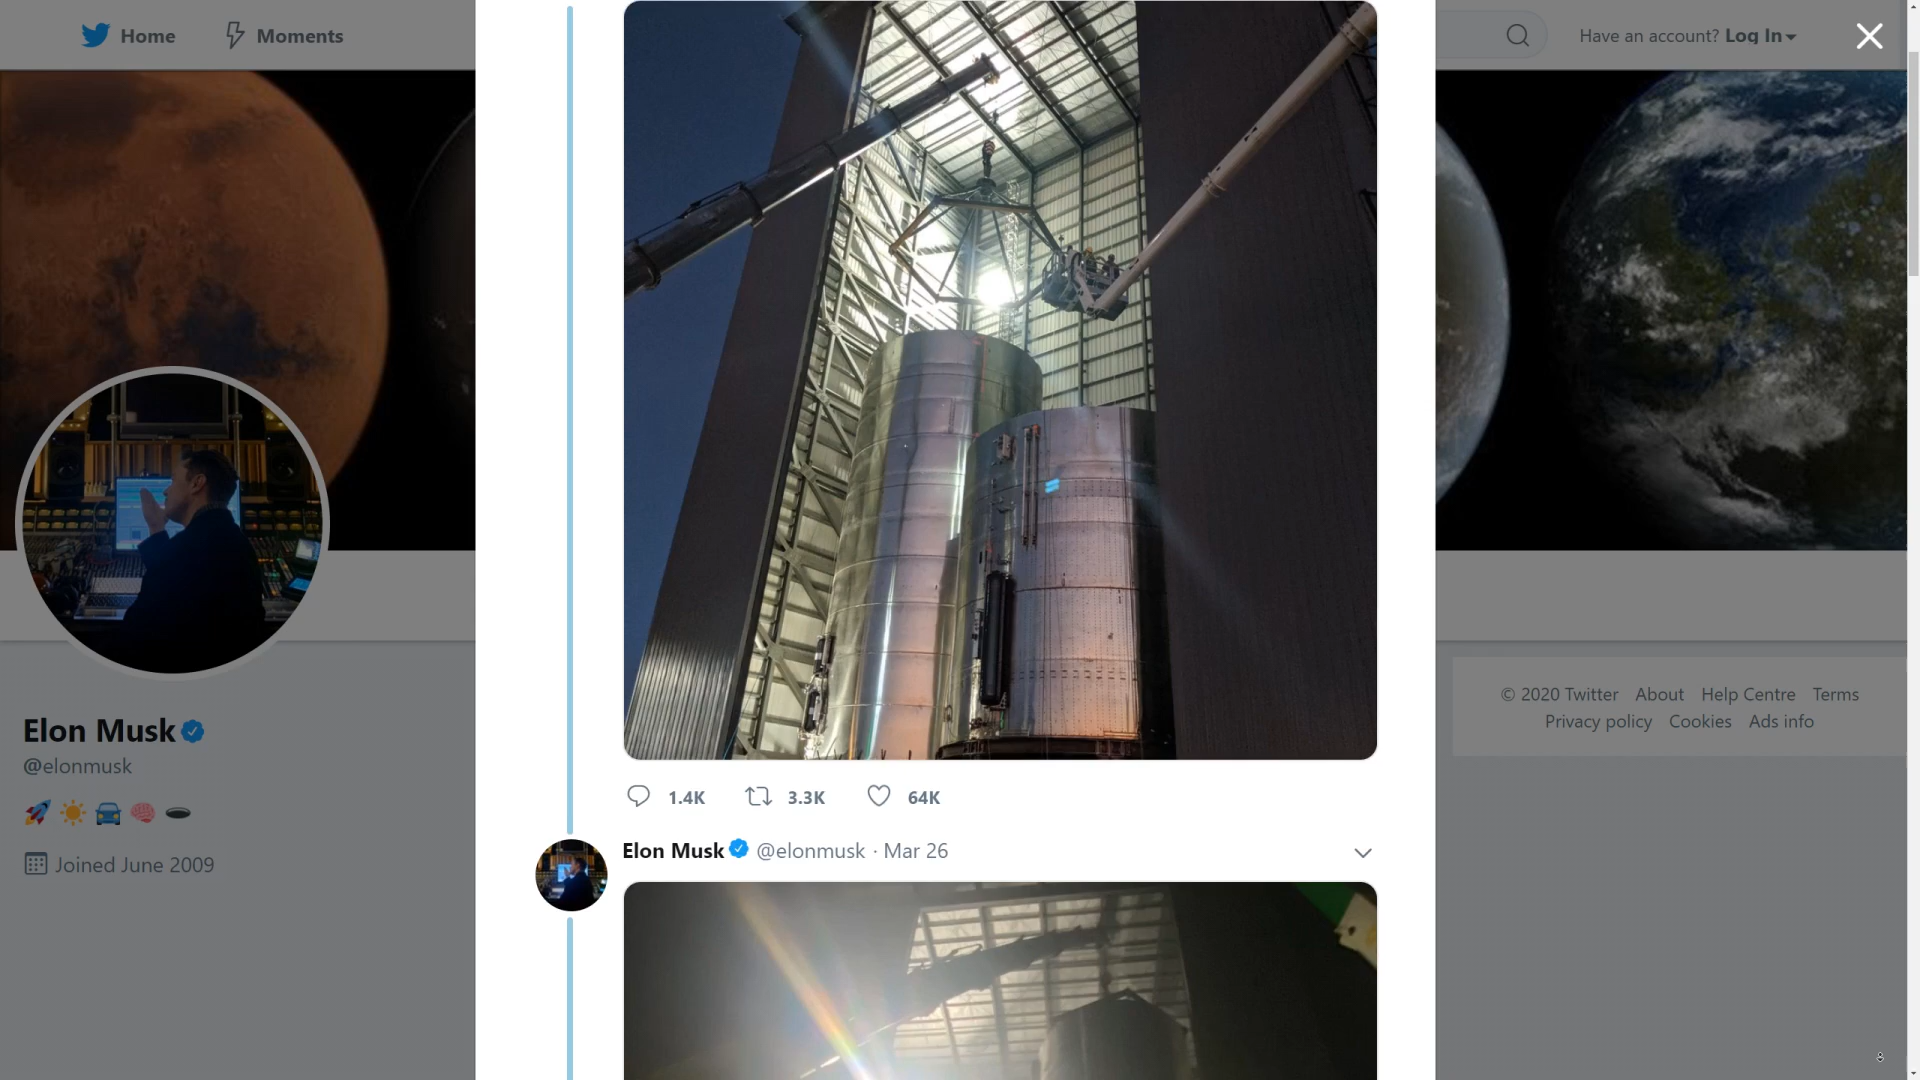 Home Moments
Have an account? Log In
1.4K 3.3K 64K
Elon Musk @elonmusk · Mar 26
Elon Musk
@elonmusk
Joined June 2009
© 2020 Twitter About Help Centre Terms
Privacy policy Cookies Ads info